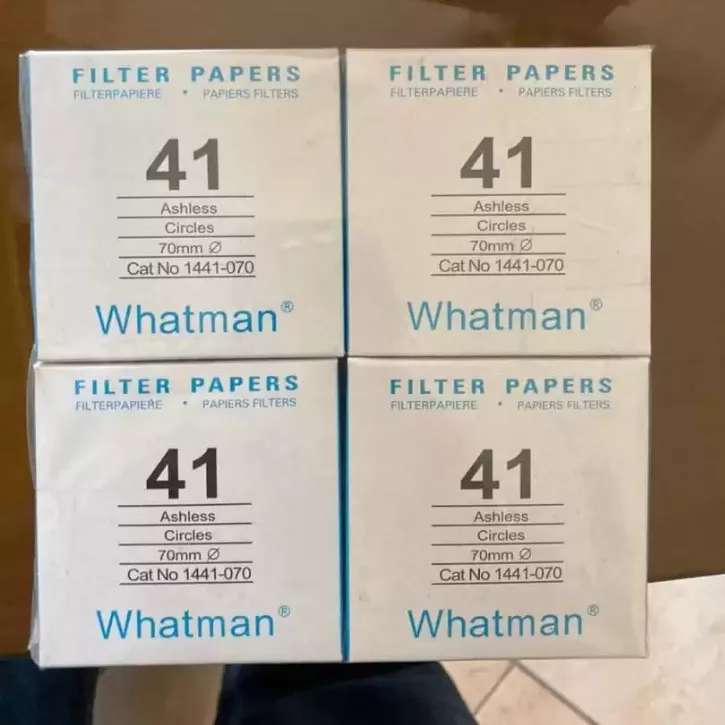 FILTER PAPERS
FILTERPAPIERE • PAPIERS FILTERS
41
Ashless
Circles
70mm Ø
Cat No 1441-070
Whatman®
FILTER PAPERS
FILTERPAPIERE • PAPIERS FILTERS
41
Ashless
Circles
70mm Ø
Cat No 1441-070
Whatman®
FILTER PAPERS
FILTERPAPIERE • PAPIERS FILTERS
41
Ashless
Circles
70mm Ø
Cat No 1441-070
Whatman®
FILTER PAPERS
FILTERPAPIERE • PAPIERS FILTERS
41
Ashless
Circles
70mm Ø
Cat No 1441-070
Whatman®